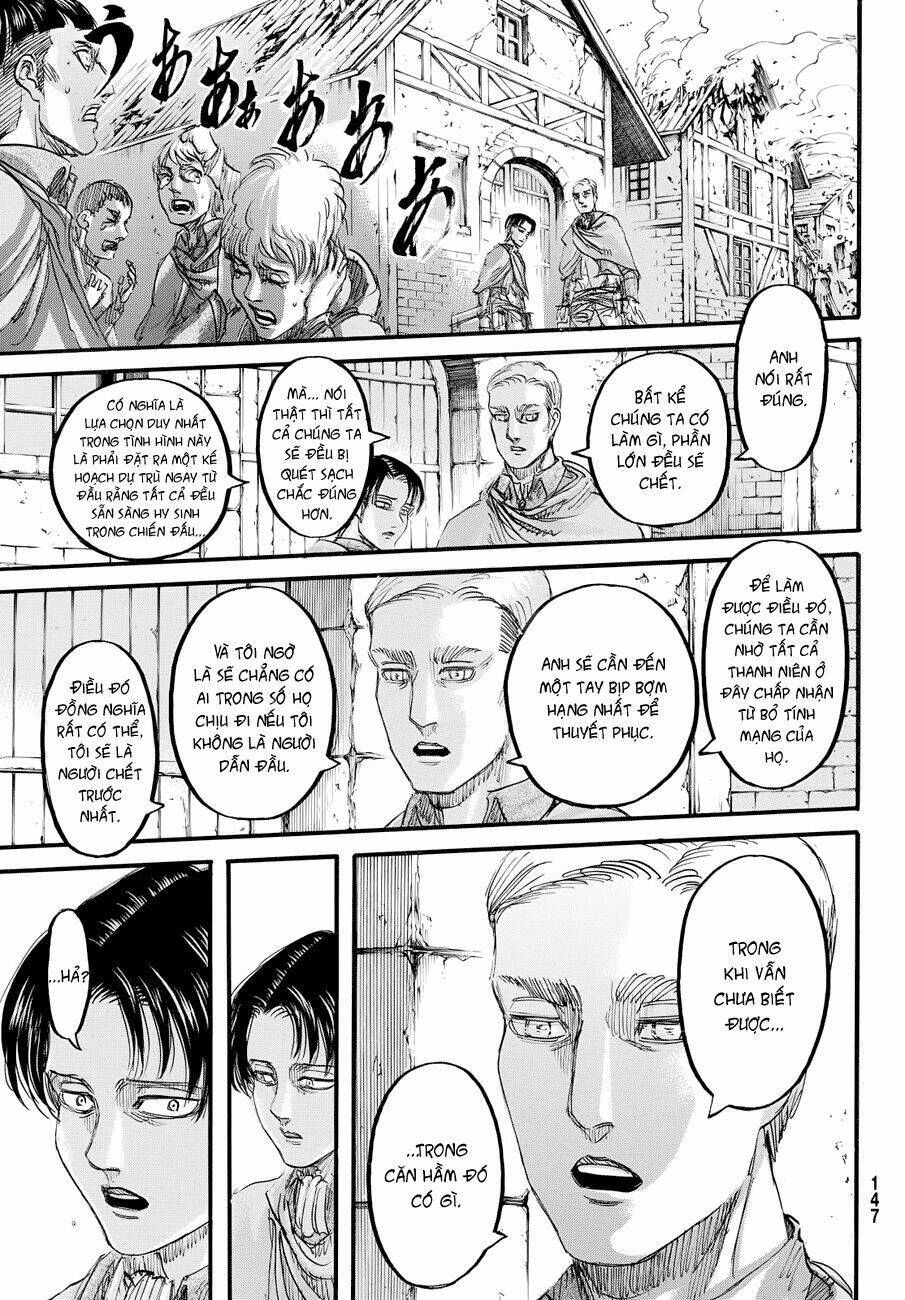 うあああああ
ANH
NÓI RẤT
ĐÚNG.
BẤT KỂ
CHÚNG TA CÓ
LÀM GÌ, PHẦN
LỚN ĐỀU SẼ
CHẾT.
MÀ... NÓI
THẬT THÌ TẤT
CẢ CHÚNG TA
SẼ ĐỀU BỊ
QUÉT SẠCH
CHẮC ĐÚNG
HƠN.
CÓ NGHĨA LÀ
LỰA CHỌN DUY NHẤT
TRONG TÌNH HÌNH NÀY
LÀ PHẢI ĐẶT RA MỘT KẾ
HOẠCH DỰ TRÙ NGAY TỪ
ĐẦU RẰNG TẤT CẢ ĐỀU
SẴN SÀNG HY SINH
TRONG CHIẾN ĐẤU...
ĐỂ LÀM
ĐƯỢC ĐIỀU ĐÓ,
CHÚNG TA CẦN
NHỜ TẤT CẢ
THANH NIÊN Ở
ĐÂY CHẤP NHẬN
TỪ BỎ TÍNH
MẠNG CỦA
HỌ.
ANH SẼ CẦN ĐẾN
MỘT TAY BỊP BỢM
HẠNG NHẤT ĐỂ
THUYẾT PHỤC.
VÀ TÔI NGỜ
LÀ SẼ CHẲNG CÓ
AI TRONG SỐ HỌ
CHỊU ĐI NẾU TÔI
KHÔNG LÀ NGƯỜI
DẪN ĐẦU.
ĐIỀU ĐÓ
ĐỒNG NGHĨA
RẤT CÓ THỂ,
TÔI SẼ LÀ
NGƯỜI CHẾT
TRƯỚC
NHẤT.
TRONG
KHI VẪN
CHƯA BIẾT
ĐƯỢC...
...TRONG
CĂN HẦM ĐÓ
CÓ GÌ.
...HẢ?
147